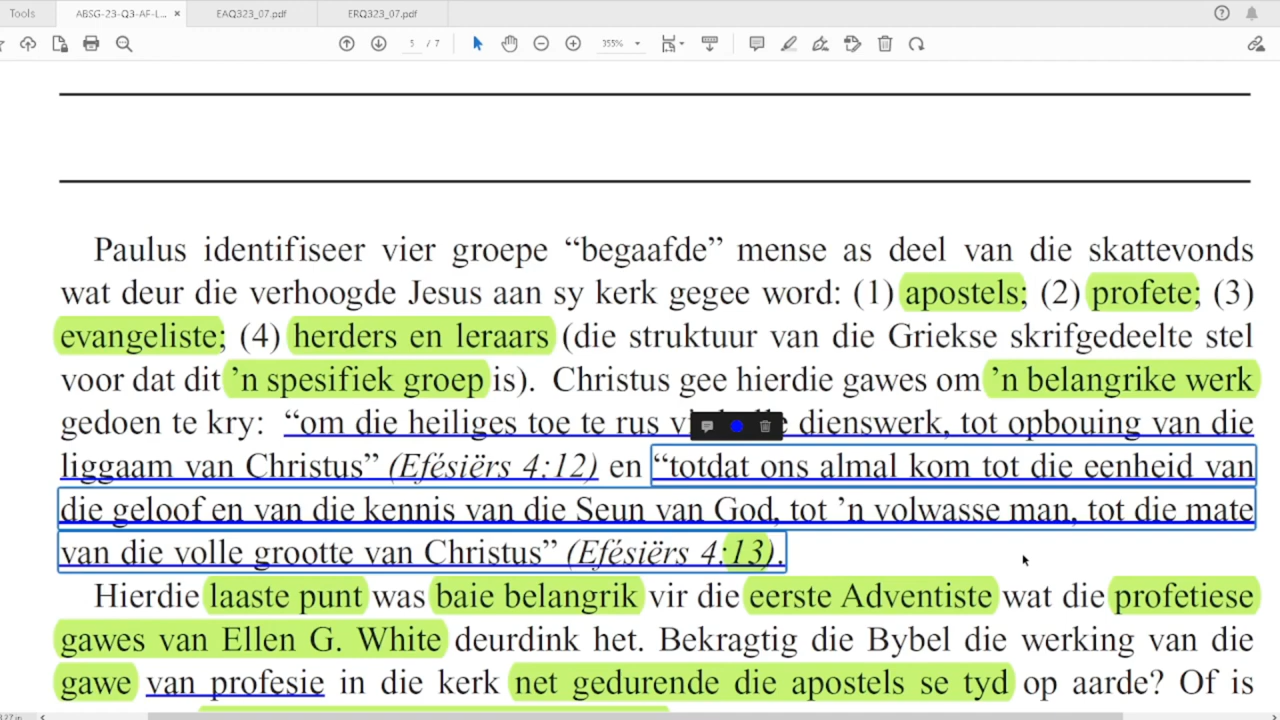 Tools
ABSG-23-Q3-AF-L... ×
EAQ323_07.pdf
ERQ323_07.pdf
5 / 7
355%
Paulus identifiseer vier groepe “begaafde” mense as deel van die skattevonds
wat deur die verhoogde Jesus aan sy kerk gegee word: (1) apostels; (2) profete; (3)
evangeliste; (4) herders en leraars (die struktuur van die Griekse skrifgedeelte stel
voor dat dit ’n spesifiek groep is). Christus gee hierdie gawes om ’n belangrike werk
gedoen te kry: “om die heiliges toe te rus dienswerk, tot opbouing van die
liggaam van Christus” (Efésiërs 4:12) en “totdat ons almal kom tot die eenheid van
die geloof en van die kennis van die Seun van God, tot ’n volwasse man, tot die mate
van die volle grootte van Christus” (Efésiërs 4:13).
Hierdie laaste punt was baie belangrik vir die eerste Adventiste wat die profetiese
gawes van Ellen G. White deurdink het. Bekragtig die Bybel die werking van die
gawe van profesie in die kerk net gedurende die apostels se tyd op aarde? Of is